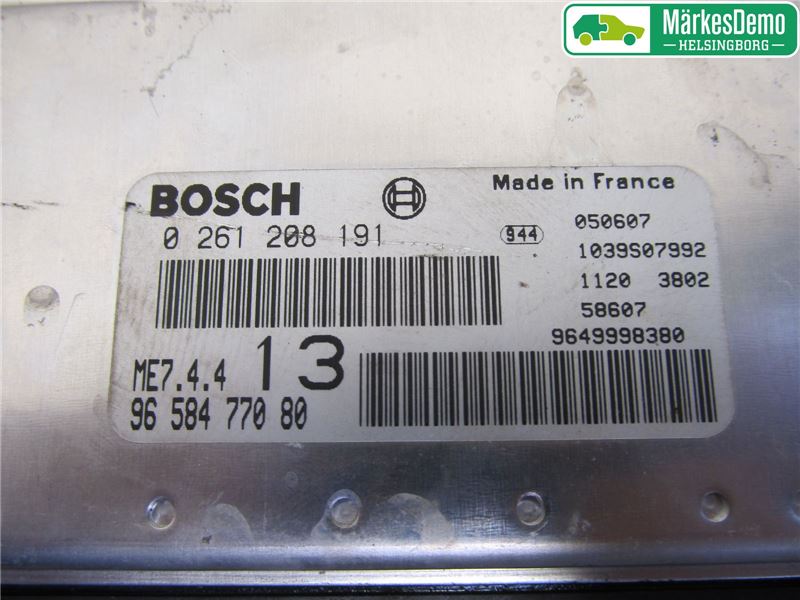 MärkesDemo
HELSINGBORG
BOSCH
Made in France
0 261 208 191
944
050607
1039S07992
1120 3802
58607
9649998380
ME7.4.4 13
96 584 770 80